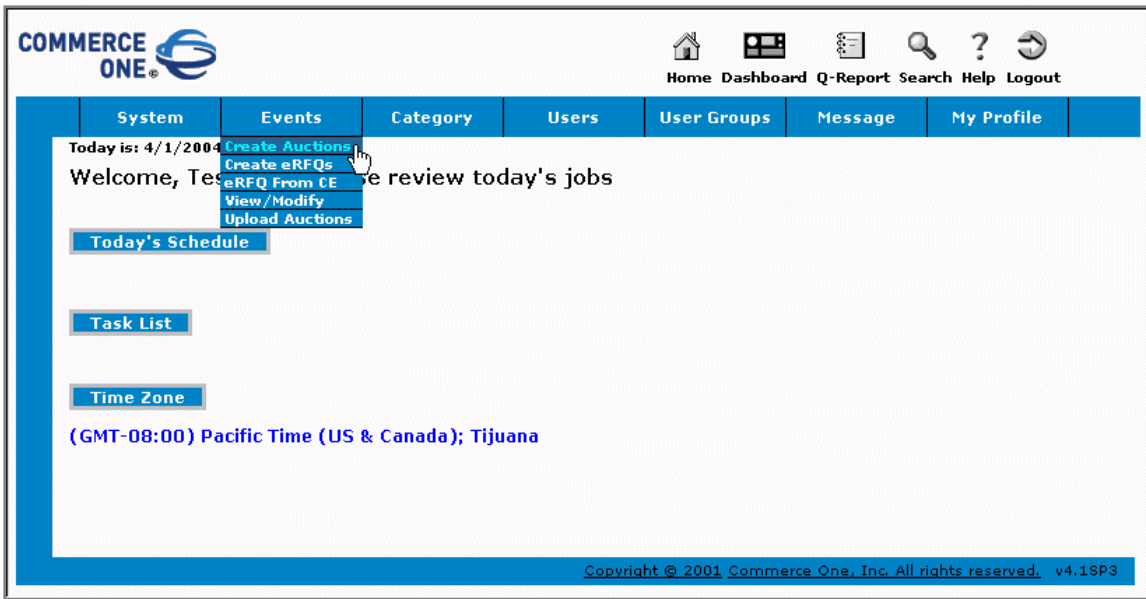 COMMERCE
ONE®
Home Dashboard Q-Report Search Help Logout
System Events Category Users User Groups Message My Profile
Today is: 4/1/2004
Create Auctions
Create eRFQs
eRFQ From CE
View/Modify
Upload Auctions
Welcome, review today's jobs
Today's Schedule
Task List
Time Zone
(GMT-08:00) Pacific Time (US & Canada); Tijuana
Copyright © 2001 Commerce One, Inc. All rights reserved. v4.1SP3